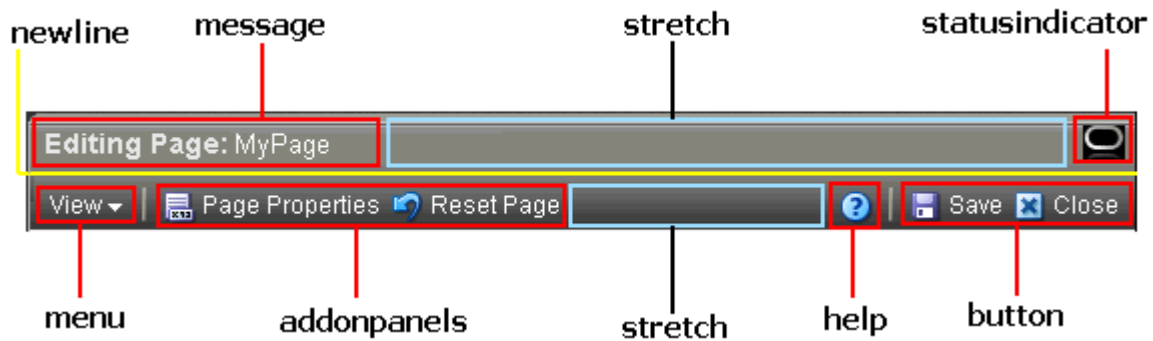 newline message stretch statusindicator
Editing Page: MyPage
View Page Properties Reset Page ? Save Close
menu addonpanels stretch help button